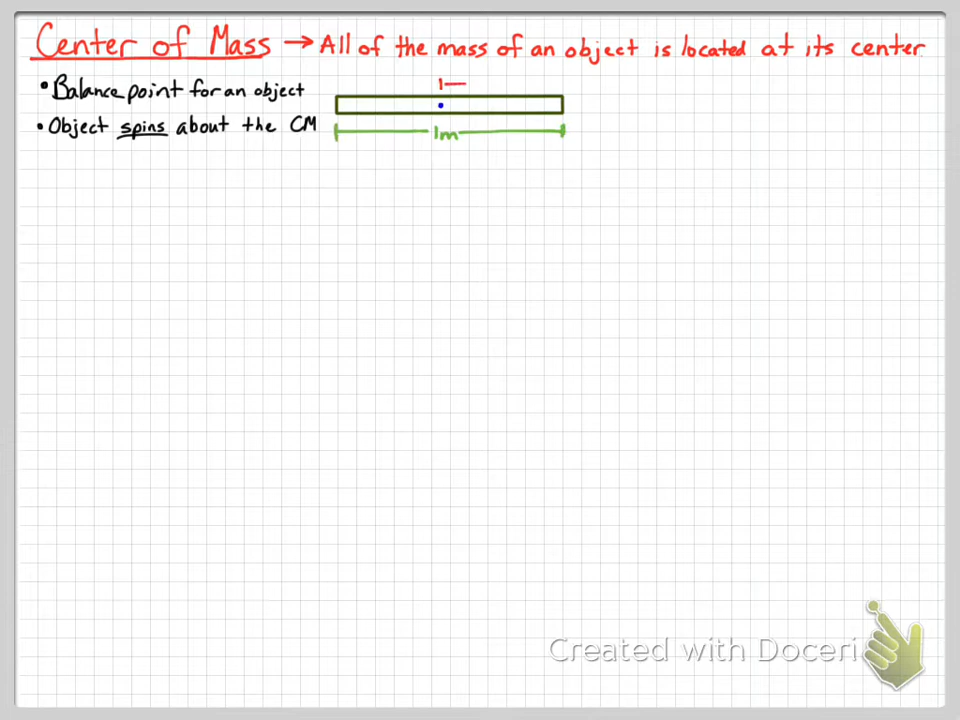 Center of Mass → All of the mass of an object is located at its center.
• Balance point for an object
• Object spins about the CM
1m
Created with Doceri